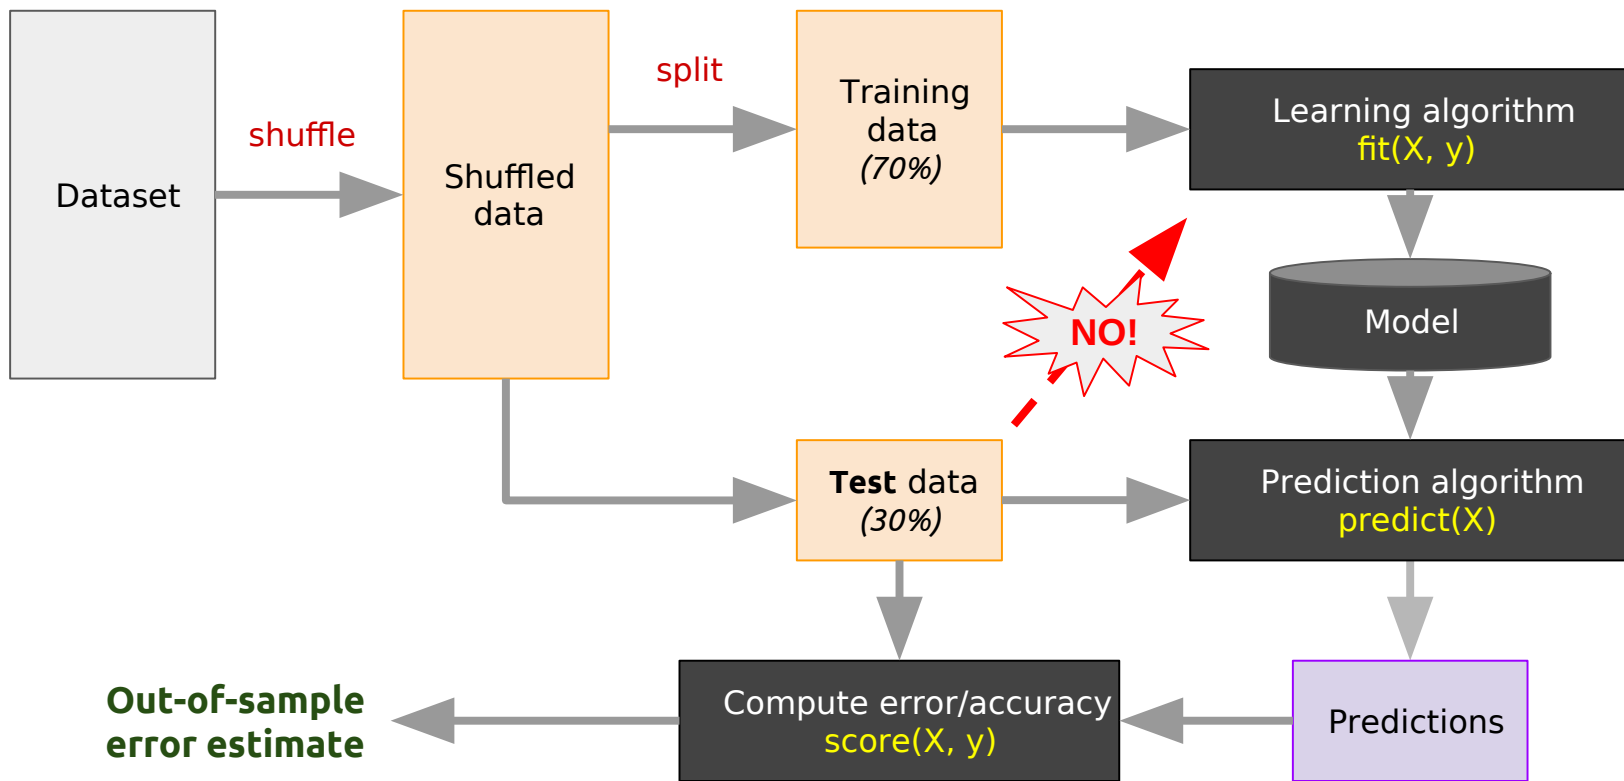 Dataset
shuffle
Shuffled
data
split
Training
data
(70%)
Learning algorithm
fit(X, y)
NO!
Model
Test data
(30%)
Prediction algorithm
predict(X)
Out-of-sample
error estimate
Compute error/accuracy
score(X, y)
Predictions